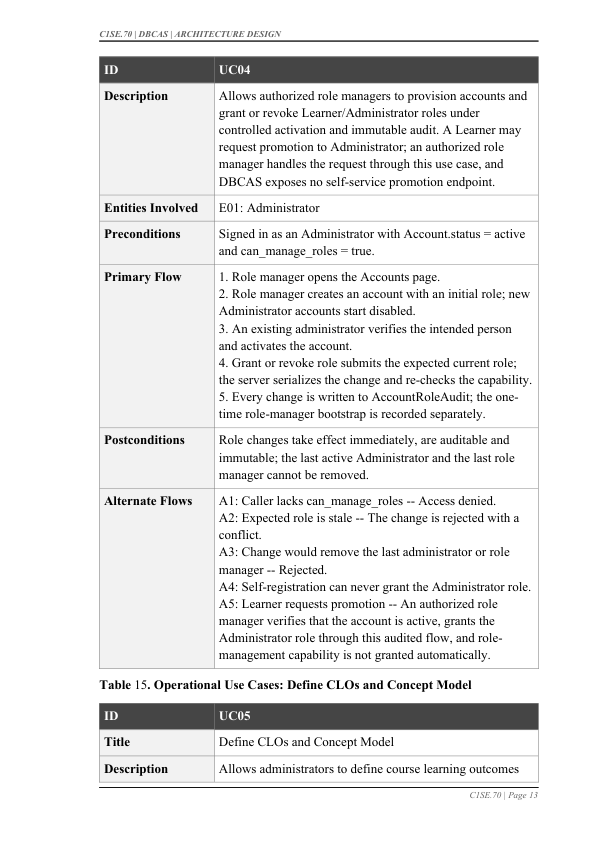 C1SE.70 | DBCAS | ARCHITECTURE DESIGN
ID UC04
Description Allows authorized role managers to provision accounts and
grant or revoke Learner/Administrator roles under
controlled activation and immutable audit. A Learner may
request promotion to Administrator; an authorized role
manager handles the request through this use case, and
DBCAS exposes no self-service promotion endpoint.
Entities Involved E01: Administrator
Preconditions Signed in as an Administrator with Account.status = active
and can_manage_roles = true.
Primary Flow 1. Role manager opens the Accounts page.
2. Role manager creates an account with an initial role; new
Administrator accounts start disabled.
3. An existing administrator verifies the intended person
and activates the account.
4. Grant or revoke role submits the expected current role;
the server serializes the change and re-checks the capability.
5. Every change is written to AccountRoleAudit; the one-
time role-manager bootstrap is recorded separately.
Postconditions Role changes take effect immediately, are auditable and
immutable; the last active Administrator and the last role
manager cannot be removed.
Alternate Flows A1: Caller lacks can_manage_roles -- Access denied.
A2: Expected role is stale -- The change is rejected with a
conflict.
A3: Change would remove the last administrator or role
manager -- Rejected.
A4: Self-registration can never grant the Administrator role.
A5: Learner requests promotion -- An authorized role
manager verifies that the account is active, grants the
Administrator role through this audited flow, and role-
management capability is not granted automatically.
Table 15. Operational Use Cases: Define CLOs and Concept Model
ID UC05
Title Define CLOs and Concept Model
Description Allows administrators to define course learning outcomes
C1SE.70 | Page 13